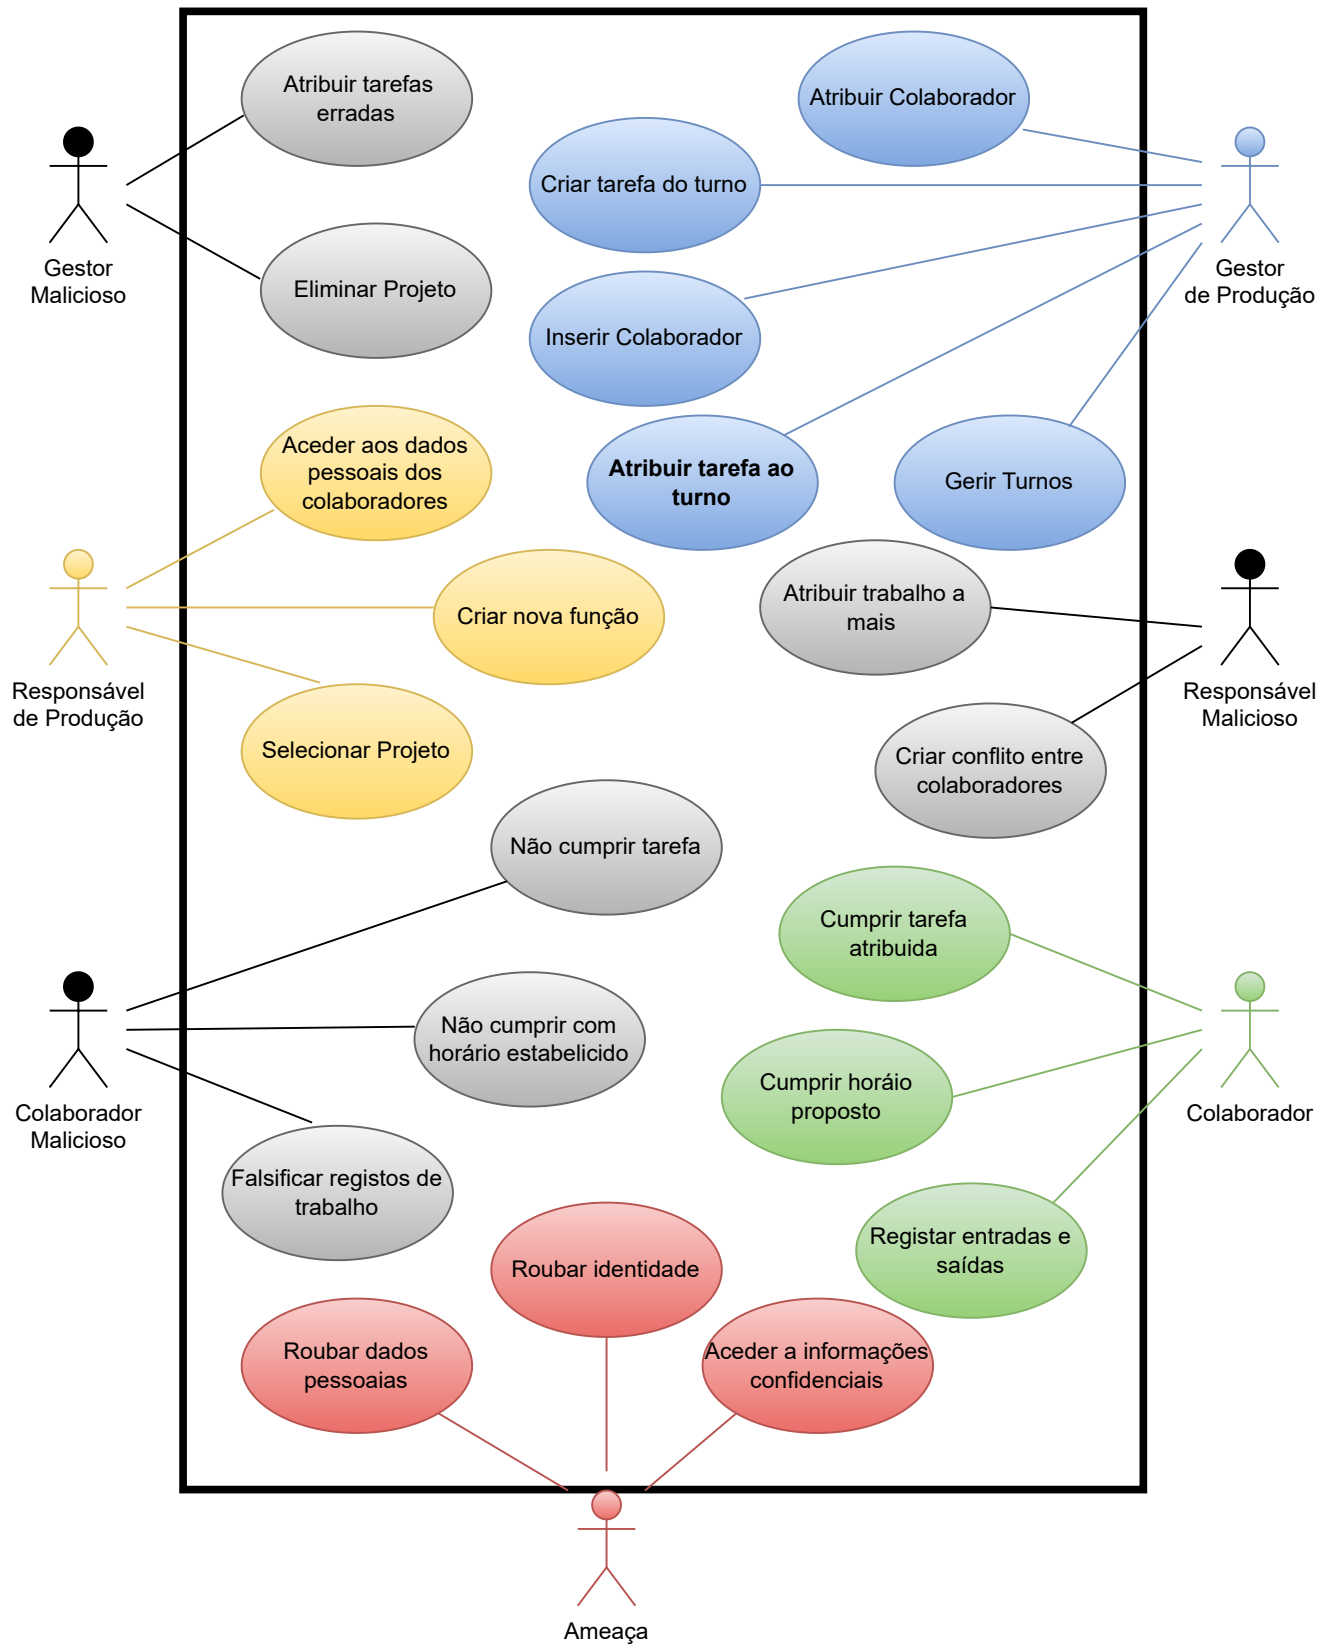 Atribuir tarefas
erradas
Atribuir Colaborador
Criar tarefa do turno
Gestor
Malicioso
Gestor
de Produção
Eliminar Projeto
Inserir Colaborador
Aceder aos dados
pessoais dos
colaboradores
Atribuir tarefa ao
turno
Gerir Turnos
Atribuir trabalho a
mais
Criar nova função
Responsável
de Produção
Responsável
Malicioso
Selecionar Projeto
Criar conflito entre
colaboradores
Não cumprir tarefa
Cumprir tarefa
atribuida
Não cumprir com
horário estabelicido
Cumprir horáio
proposto
Colaborador
Malicioso
Colaborador
Falsificar registos de
trabalho
Registar entradas e
saídas
Roubar identidade
Roubar dados
pessoaias
Aceder a informações
confidenciais
Ameaça